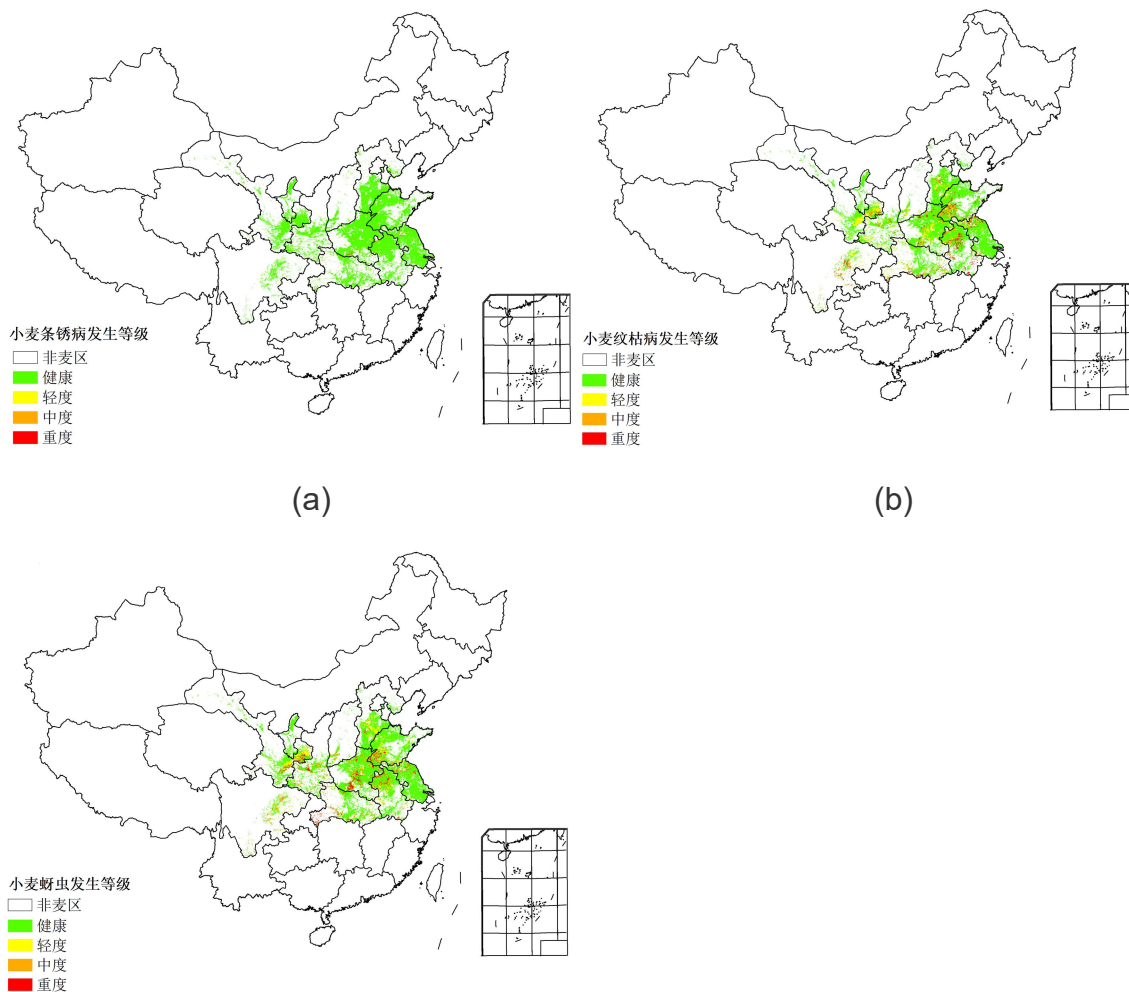 小麦条锈病发生等级
非麦区
健康
轻度
中度
重度
(a)
小麦纹枯病发生等级
非麦区
健康
轻度
中度
重度
(b)
小麦蚜虫发生等级
非麦区
健康
轻度
中度
重度